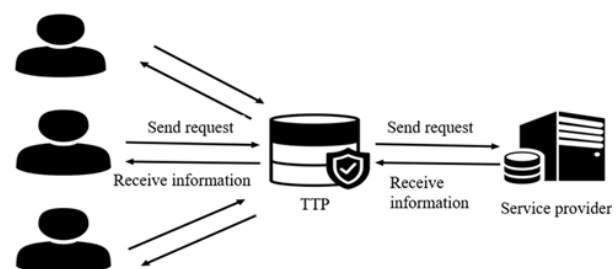 Send request
Send request
Receive information
Receive
information
TTP
Service provider